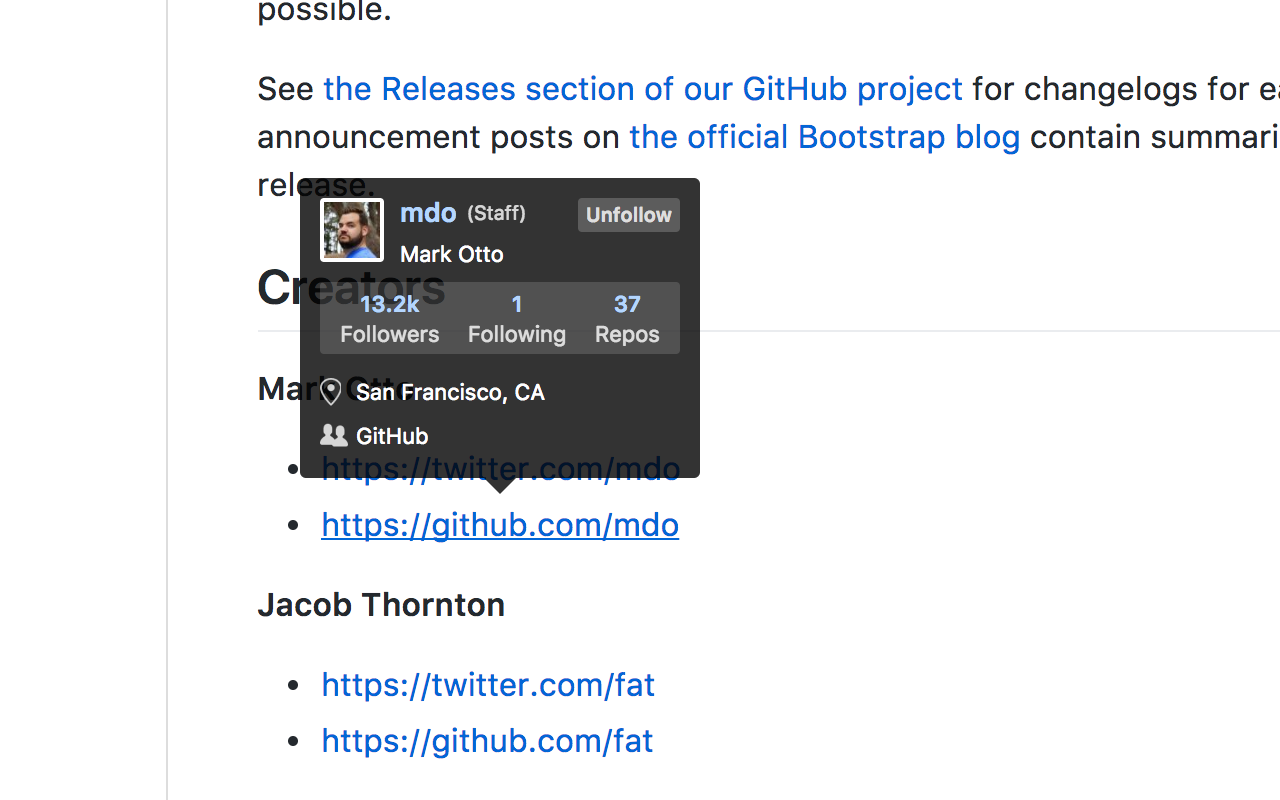 possible.
See the Releases section of our GitHub project for changelogs for ea
announcement posts on the official Bootstrap blog contain summari
release.
mdo (Staff) Unfollow
Mark Otto
Creators
13.2k 1 37
Followers Following Repos
Mark Otto
San Francisco, CA
GitHub
• https://twitter.com/mdo
• https://github.com/mdo
Jacob Thornton
• https://twitter.com/fat
• https://github.com/fat